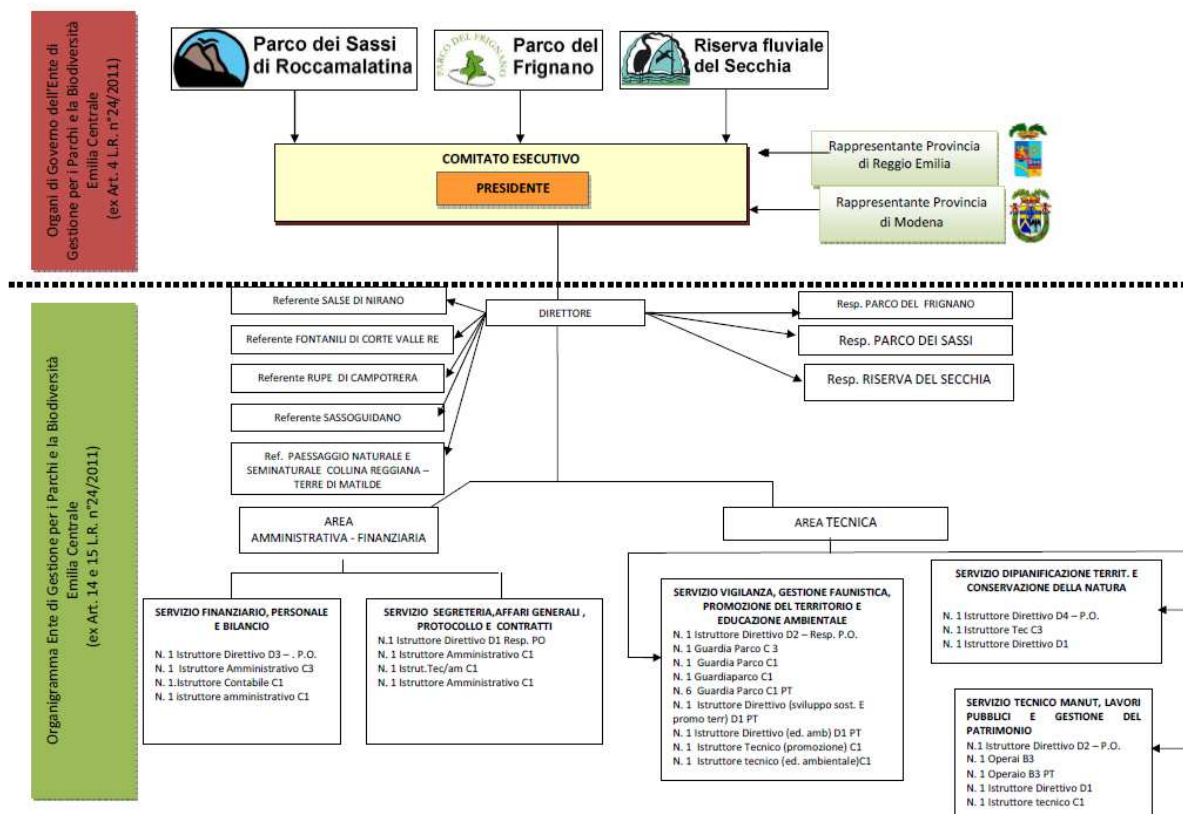 Organi di Governo dell'Ente di
Gestione per i Parchi e la Biodiversità
Emilia Centrale
(ex Art. 4 L.R. n°24/2011)
Parco dei Sassi
di Roccamalatina
PARCO DEL FRIGNANO
Parco del
Frignano
Riserva fluviale
del Secchia
COMITATO ESECUTIVO
PRESIDENTE
Rappresentante Provincia
di Reggio Emilia
Rappresentante Provincia
di Modena
Organigramma Ente di Gestione per i Parchi e la Biodiversità
Emilia Centrale
(ex Art. 14 e 15 L.R. n°24/2011)
Referente SALSE DI NIRANO
Referente FONTANILI DI CORTE VALLE RE
Referente RUPE DI CAMPOTRERA
Referente SASSOGUIDANO
Ref. PAESSAGGIO NATURALE E
SEMINATURALE COLLINA REGGIANA –
TERRE DI MATILDE
DIRETTORE
Resp. PARCO DEL FRIGNANO
Resp. PARCO DEI SASSI
Resp. RISERVA DEL SECCHIA
AREA
AMMINISTRATIVA - FINANZIARIA
AREA TECNICA
SERVIZIO FINANZIARIO, PERSONALE
E BILANCIO
N. 1 Istruttore Direttivo D3 – . P.O.
N. 1 Istruttore Amministrativo C3
N. 1.Istruttore Contabile C1
N. 1 istruttore amministrativo C1
SERVIZIO SEGRETERIA,AFFARI GENERALI ,
PROTOCOLLO E CONTRATTI
N.1 Istruttore Direttivo D1 Resp. PO
N. 1 Istruttore Amministrativo C1
N. 1 Istrut.Tec/am C1
N. 1 Istruttore Amministrativo C1
SERVIZIO VIGILANZA, GESTIONE FAUNISTICA,
PROMOZIONE DEL TERRITORIO E
EDUCAZIONE AMBIENTALE
N. 1 Istruttore Direttivo D2 – Resp. P.O.
N. 1 Guardia Parco C 3
N. 1 Guardia Parco C1
N. 1 Guardiaparco C1
N. 6 Guardia Parco C1 PT
N. 1 Istruttore Direttivo (sviluppo sost. E
promo terr) D1 PT
N. 1 Istruttore Direttivo (ed. amb) D1 PT
N. 1 Istruttore Tecnico (promozione) C1
N. 1 Istruttore tecnico (ed. ambientale)C1
SERVIZIO DIPIANIFICAZIONE TERRIT. E
CONSERVAZIONE DELLA NATURA
N. 1 Istruttore Direttivo D4 – P.O.
N. 1 Istruttore Tec C3
N. 1 Istruttore Direttivo D1
SERVIZIO TECNICO MANUT, LAVORI
PUBBLICI E GESTIONE DEL
PATRIMONIO
N.1 Istruttore Direttivo D2 – P.O.
N. 1 Operai B3
N. 1 Operaio B3 PT
N. 1 Istruttore Direttivo D1
N. 1 Istruttore tecnico C1